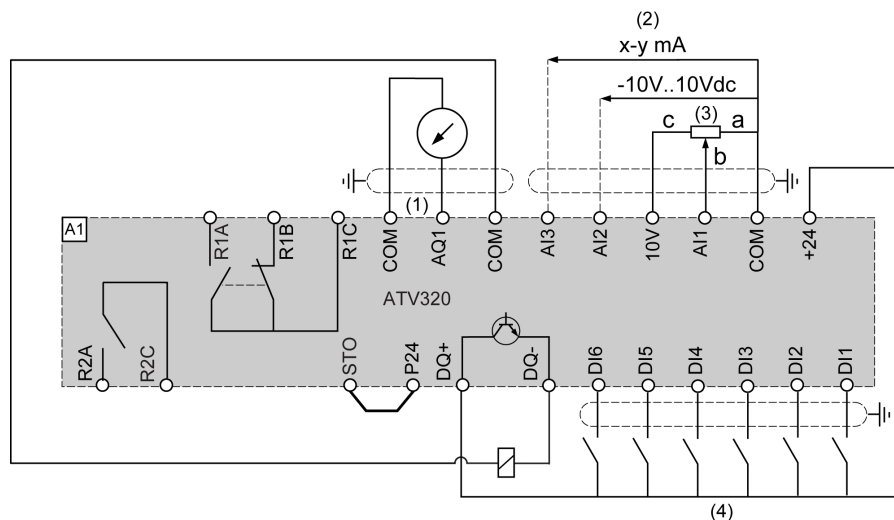 (2)
x-y mA
-10V..10Vdc
c (3) a
b
(1)
A1
R1A R1B R1C COM AQ1 COM AI3 AI2 10V AI1 COM +24
ATV320
R2A R2C STO P24 DQ+ DQ- DI6 DI5 DI4 DI3 DI2 DI1
(4)